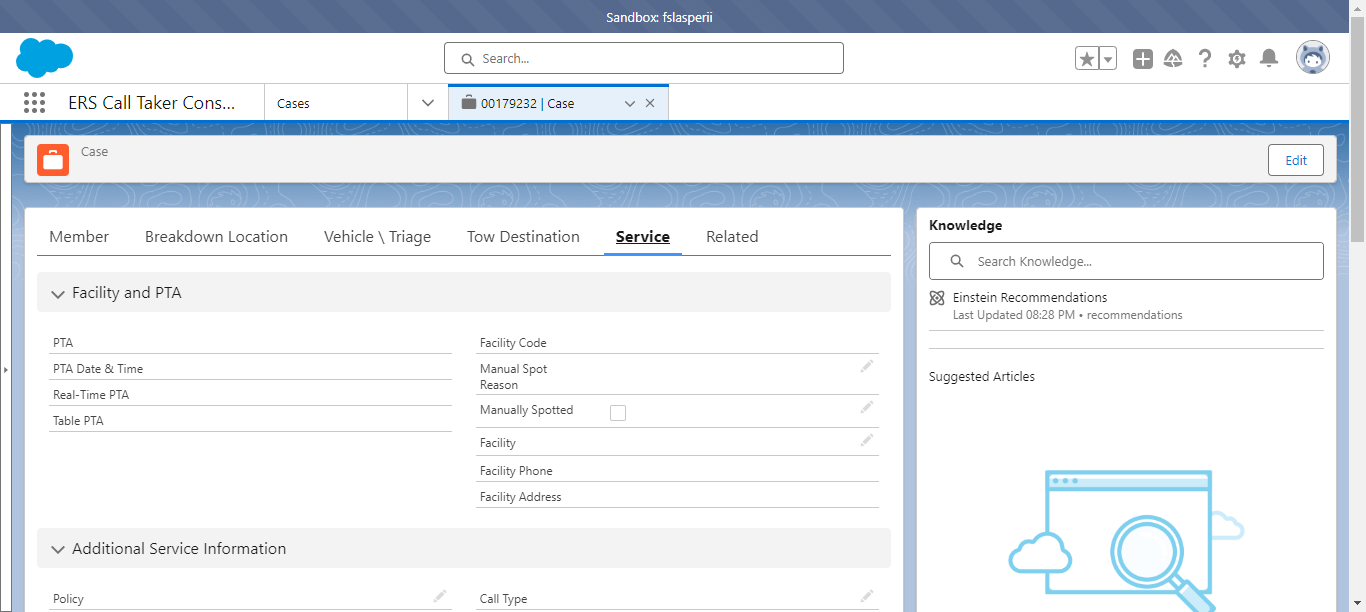 Sandbox: fslasperii
Search...
ERS Call Taker Cons...
Cases
00179232 | Case
Case
Edit
Member
Breakdown Location
Vehicle \ Triage
Tow Destination
Service
Related
Facility and PTA
PTA
PTA Date & Time
Real-Time PTA
Table PTA
Facility Code
Manual Spot
Reason
Manually Spotted
Facility
Facility Phone
Facility Address
Additional Service Information
Policy
Call Type
Knowledge
Search Knowledge...
Einstein Recommendations
Last Updated 08:28 PM • recommendations
Suggested Articles